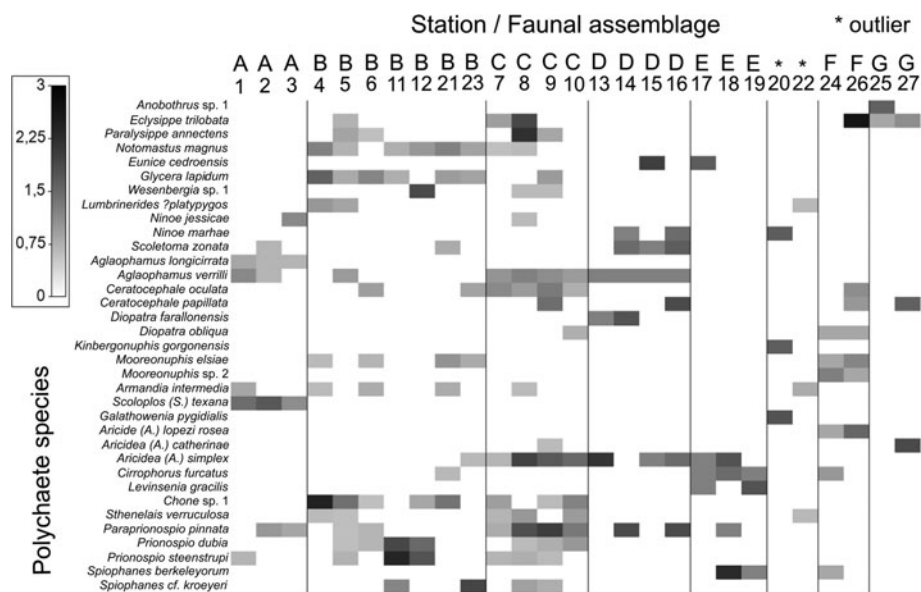 Station / Faunal assemblage * outlier
A A A B B B B B B B C C C C D D D D E E E * * F F G G
1 2 3 4 5 6 11 12 21 23 7 8 9 10 13 14 15 16 17 18 19 20 22 24 26 25 27
3
2,25
1,5
0,75
0
Polychaete species
Anobothrus sp. 1
Eclysippe trilobata
Paralysippe annectens
Notomastus magnus
Eunice cedroensis
Glycera lapidum
Wesenbergia sp. 1
Lumbrinerides ?platypygos
Ninoe jessicae
Ninoe marhae
Scoletoma zonata
Aglaophamus longicirrata
Aglaophamus verrilli
Ceratocephale oculata
Ceratocephale papillata
Diopatra farallonensis
Diopatra obliqua
Kinbergonuphis gorgonensis
Mooreonuphis elsiae
Mooreonuphis sp. 2
Armandia intermedia
Scoloplos (S.) texana
Galathowenia pygidialis
Aricide (A.) lopezi rosea
Aricidea (A.) catherinae
Aricidea (A.) simplex
Cirrophorus furcatus
Levinsenia gracilis
Chone sp. 1
Sthenelais verruculosa
Paraprionospio pinnata
Prionospio dubia
Prionospio steenstrupi
Spiophanes berkeleyorum
Spiophanes cf. kroeyeri